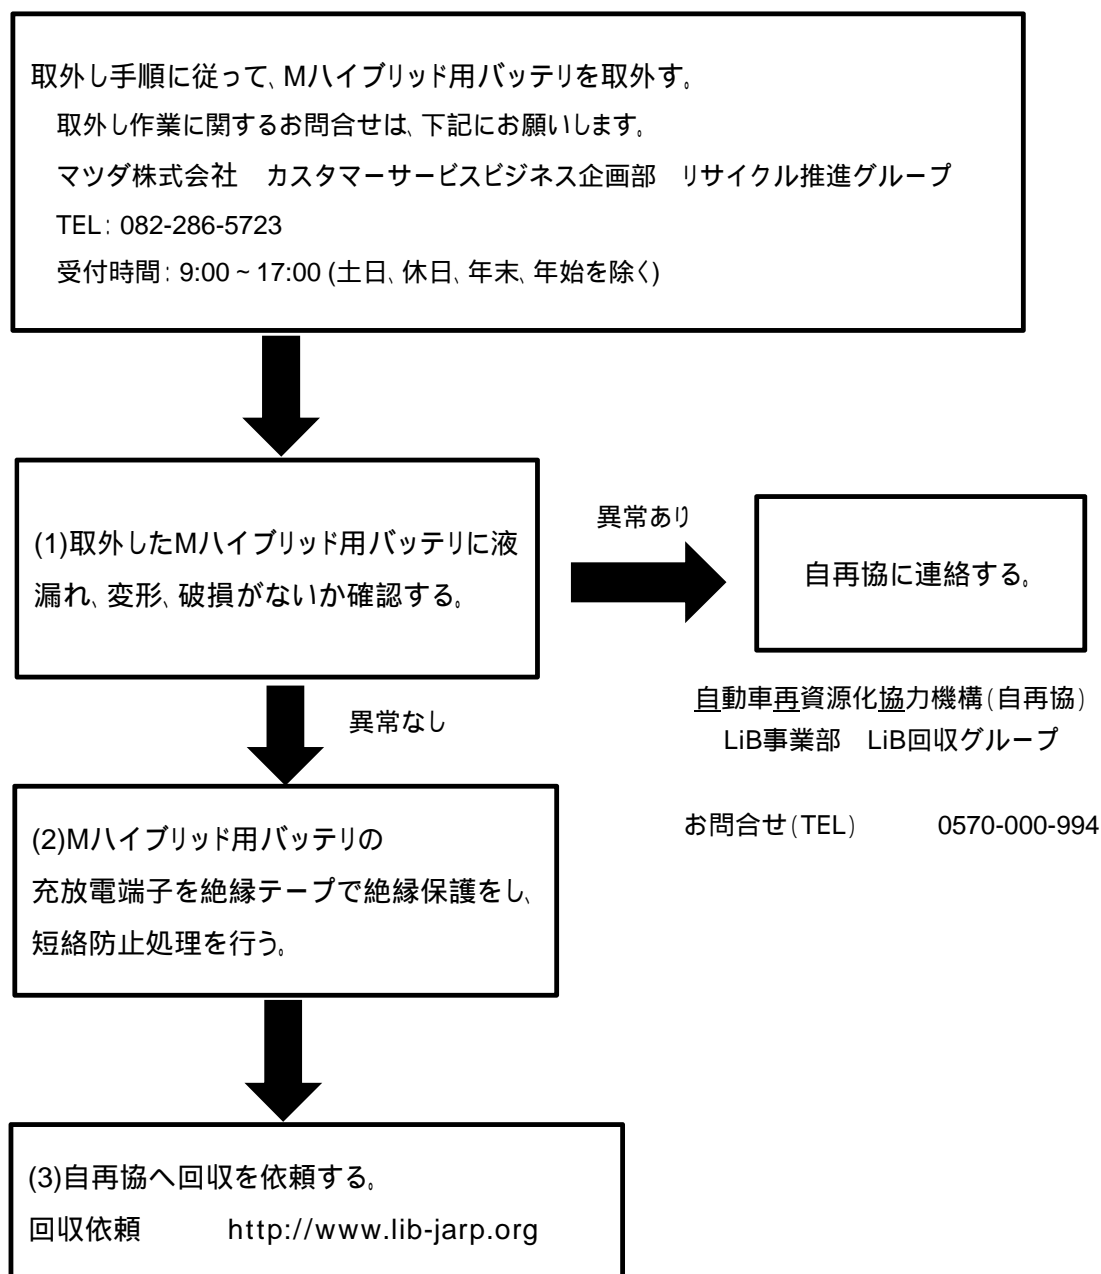 取外し手順に従って、Mハイブリッド用バッテリを取外す。
取外し作業に関するお問合せは、下記にお願いします。
マツダ株式会社　カスタマーサービスビジネス企画部　リサイクル推進グループ
TEL：082-286-5723
受付時間：9:00～17:00 (土日、休日、年末、年始を除く)
(1)取外したMハイブリッド用バッテリに液
漏れ、変形、破損がないか確認する。
異常あり
自再協に連絡する。
自動車再資源化協力機構(自再協)
LiB事業部　LiB回収グループ
お問合せ(TEL)　　0570-000-994
異常なし
(2)Mハイブリッド用バッテリの
充放電端子を絶縁テープで絶縁保護をし、
短絡防止処理を行う。
(3)自再協へ回収を依頼する。
回収依頼　　http://www.lib-jarp.org